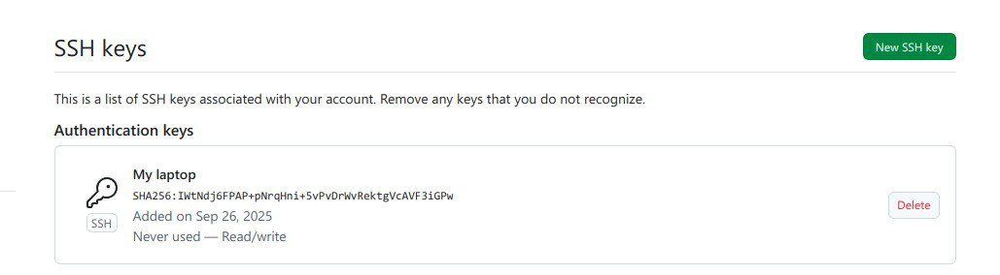 SSH keys
New SSH key
This is a list of SSH keys associated with your account. Remove any keys that you do not recognize.
Authentication keys
My laptop
SHA256:IWtNdj6FPAP+pNrqHni+5vPvDrWvRektgVcAVF3iGPw
Added on Sep 26, 2025
Never used — Read/write
SSH
Delete